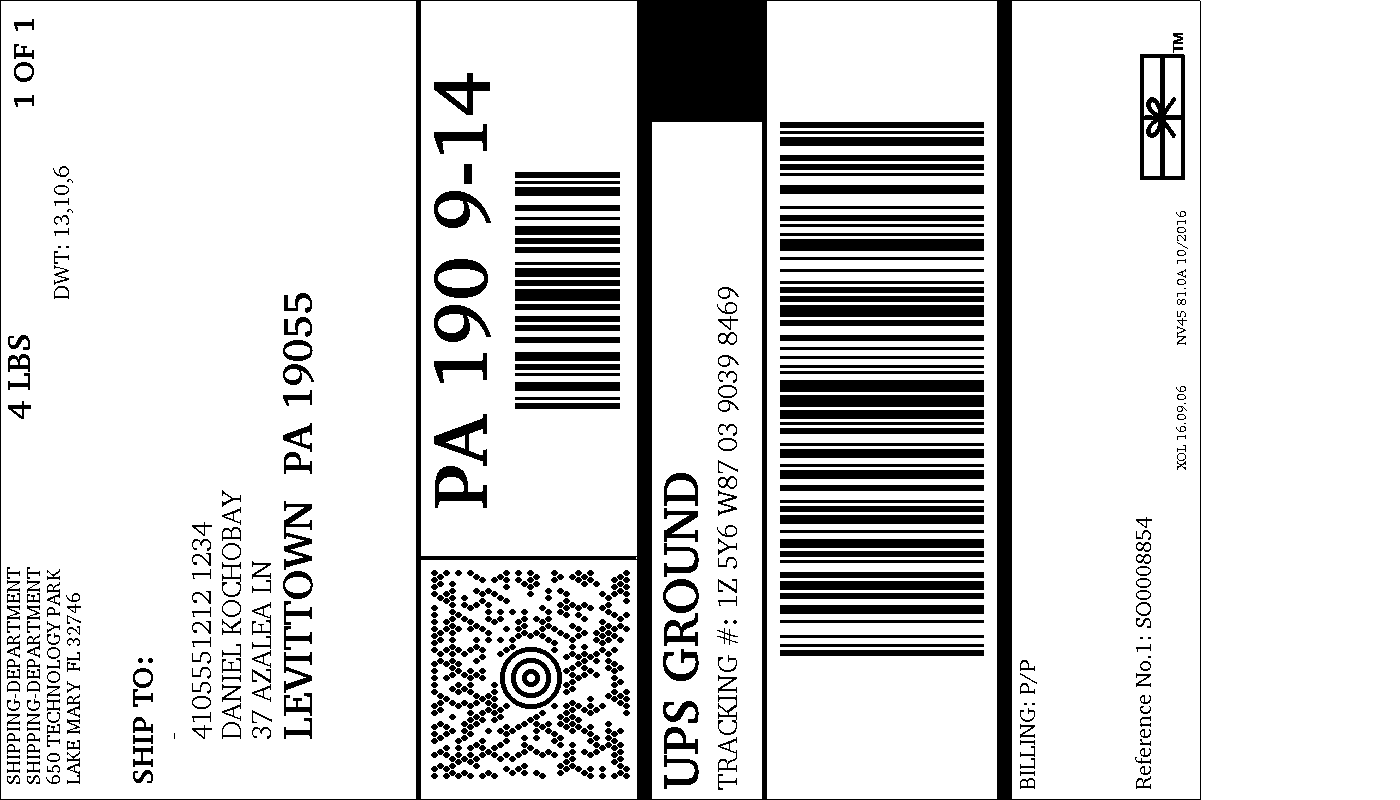 SHIPPING-DEPARTMENT
SHIPPING-DEPARTMENT
650 TECHNOLOGY PARK
LAKE MARY FL 32746
4 LBS
1 OF 1
DWT: 13,10,6
SHIP TO:
-
4105551212 1234
DANIEL KOCHOBAY
37 AZALEA LN
LEVITTOWN PA 19055
PA 190 9-14
UPS GROUND
TRACKING #: 1Z 5Y6 W87 03 9039 8469
BILLING: P/P
Reference No.1: SO0008854
XOL 16.09.06
NV45 81.0A 10/2016
TM